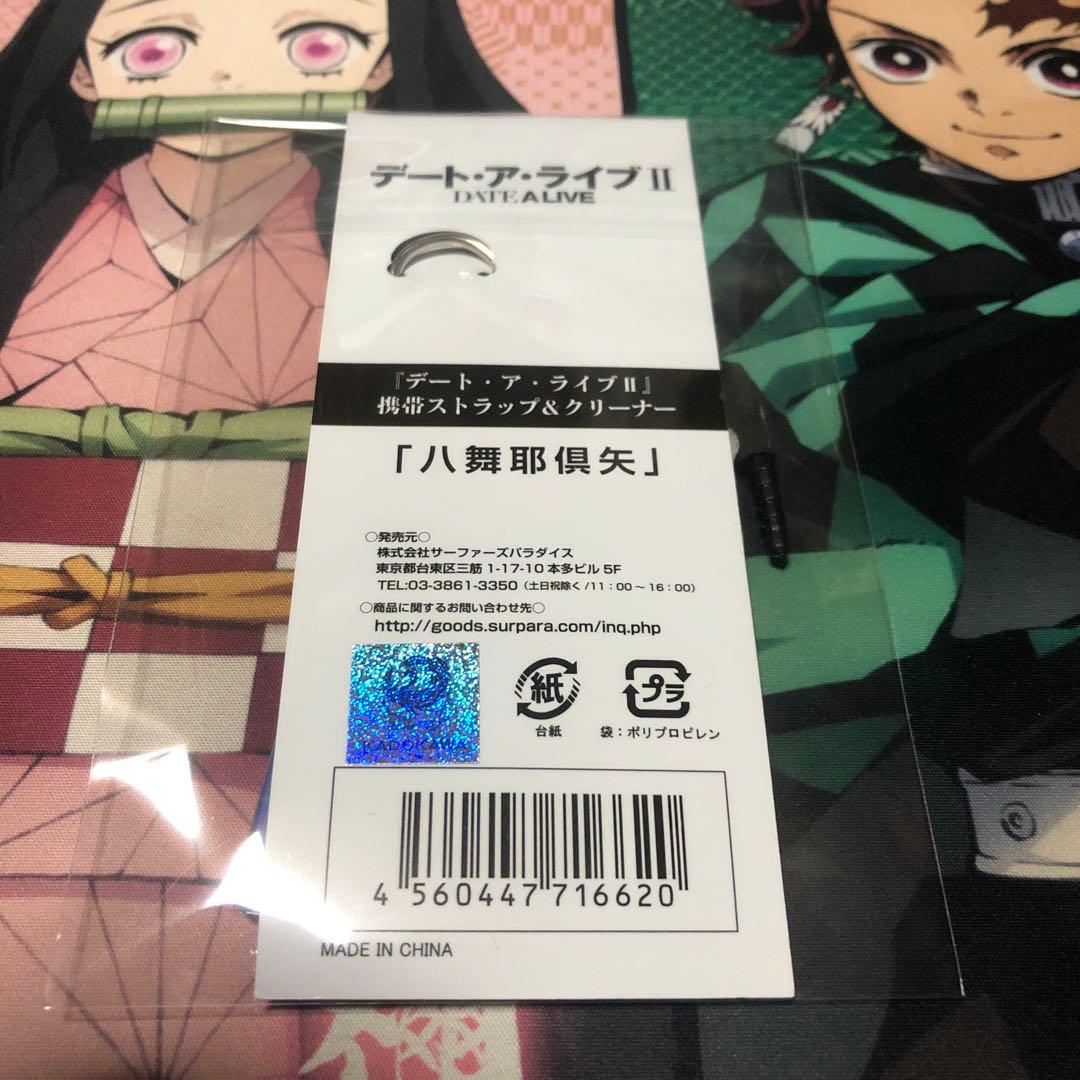 デート・ア・ライブⅡ
DATE A LIVE
『デート・ア・ライブⅡ』
携帯ストラップ&クリーナー
「八舞耶倶矢」
○発売元○
株式会社サーファーズパラダイス
東京都台東区三筋 1-17-10 本多ビル 5F
TEL:03-3861-3350（土日祝除く/11：00～16：00）
○商品に関するお問い合わせ先○
http://goods.surpara.com/inq.php
KADOKAWA
紙
プラ
台紙
袋：ポリプロピレン
4 560447 716620
MADE IN CHINA